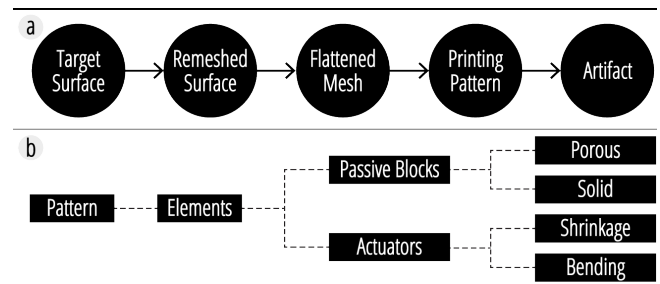 a
Target
Surface
Remeshed
Surface
Flattened
Mesh
Printing
Pattern
Artifact
b
Pattern
Elements
Passive Blocks
Porous
Solid
Actuators
Shrinkage
Bending